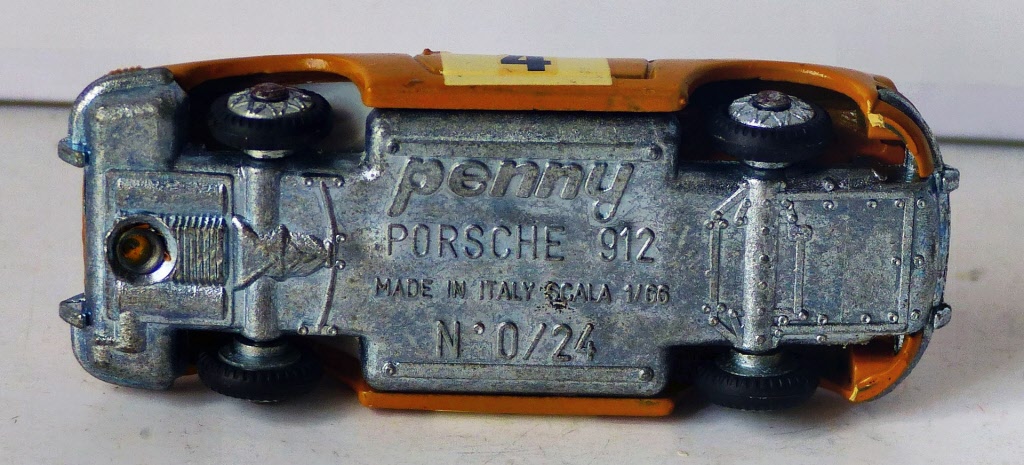 4
penny
PORSCHE 912
MADE IN ITALY SCALA 1/66
N° 0/24